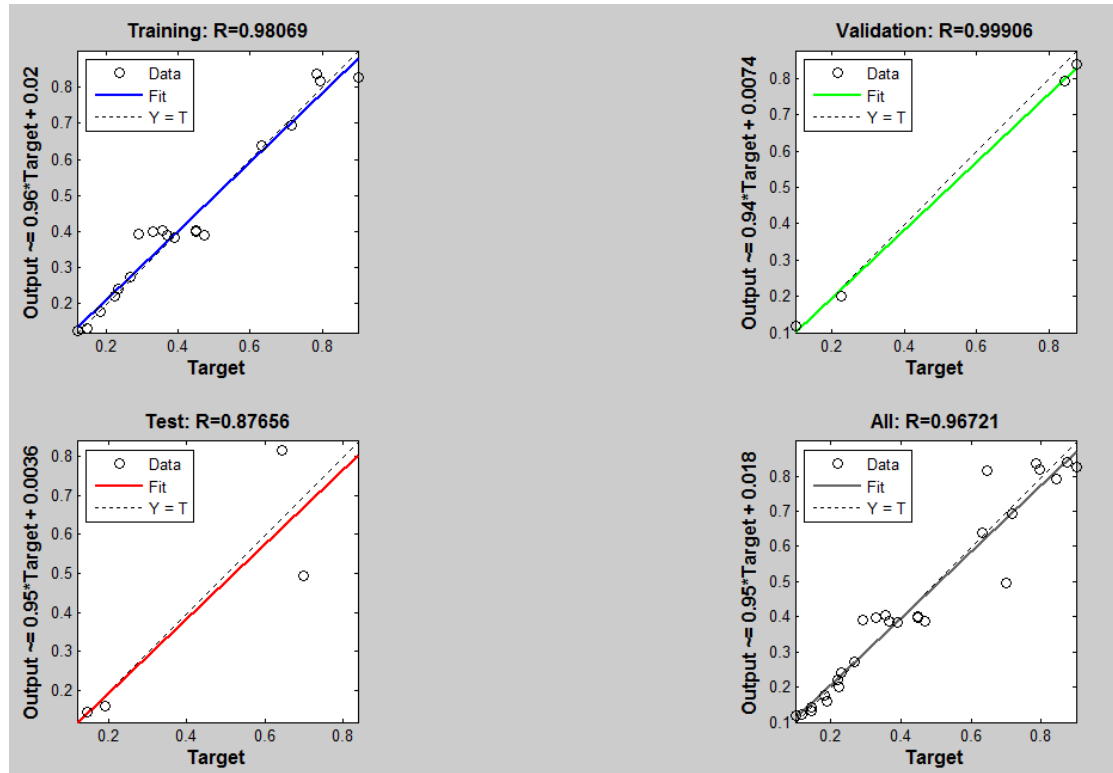 Training: R=0.98069
Output ~= 0.96*Target + 0.02
Data
Fit
Y = T
0.8
0.7
0.6
0.5
0.4
0.3
0.2
0.2
0.4
0.6
0.8
Target
Validation: R=0.99906
Output ~= 0.94*Target + 0.0074
Data
Fit
Y = T
0.8
0.7
0.6
0.5
0.4
0.3
0.2
0.1
0.2
0.4
0.6
0.8
Target
Test: R=0.87656
Output ~= 0.95*Target + 0.0036
Data
Fit
Y = T
0.8
0.7
0.6
0.5
0.4
0.3
0.2
0.2
0.4
0.6
0.8
Target
All: R=0.96721
Output ~= 0.95*Target + 0.018
Data
Fit
Y = T
0.8
0.7
0.6
0.5
0.4
0.3
0.2
0.1
0.2
0.4
0.6
0.8
Target